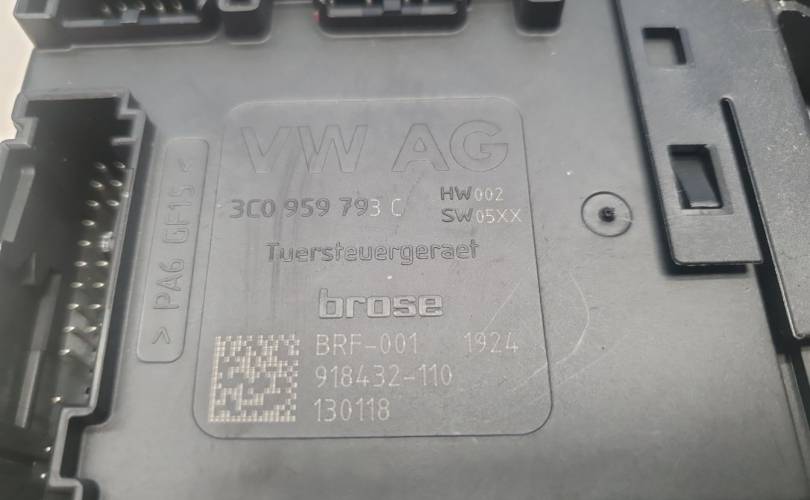 VW AG
3C0 959 793 C
HW002
SW05XX
Tuersteuergeraet
brose
BRF-001 1924
918432-110
130118
> PA6 GF15 <